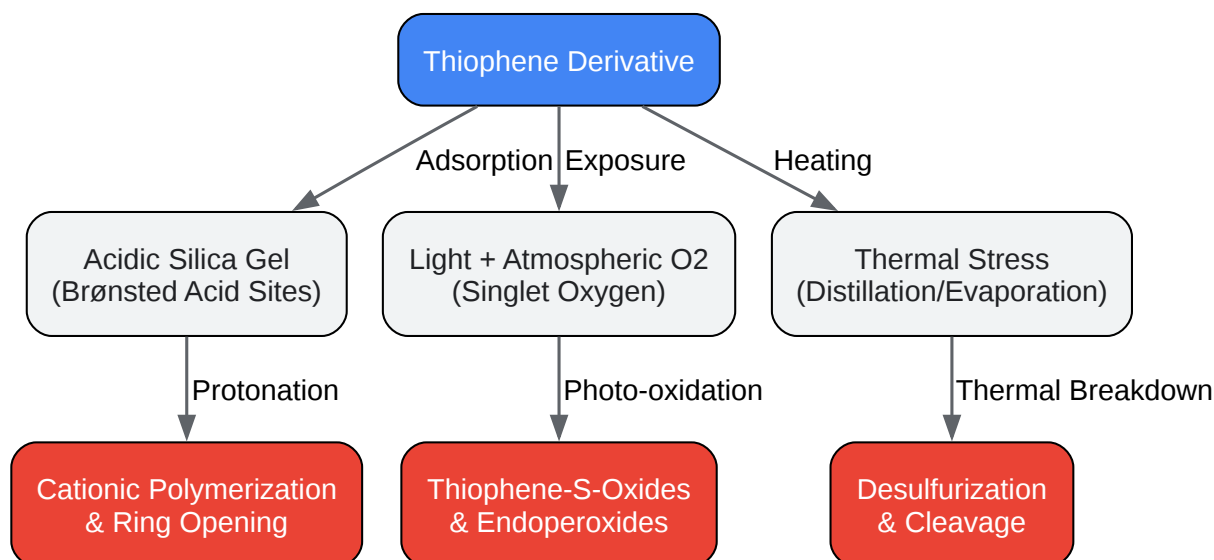 Thiophene Derivative
Adsorption
Exposure
Heating
Acidic Silica Gel
(Brønsted Acid Sites)
Light + Atmospheric O2
(Singlet Oxygen)
Thermal Stress
(Distillation/Evaporation)
Protonation
Photo-oxidation
Thermal Breakdown
Cationic Polymerization
& Ring Opening
Thiophene-S-Oxides
& Endoperoxides
Desulfurization
& Cleavage